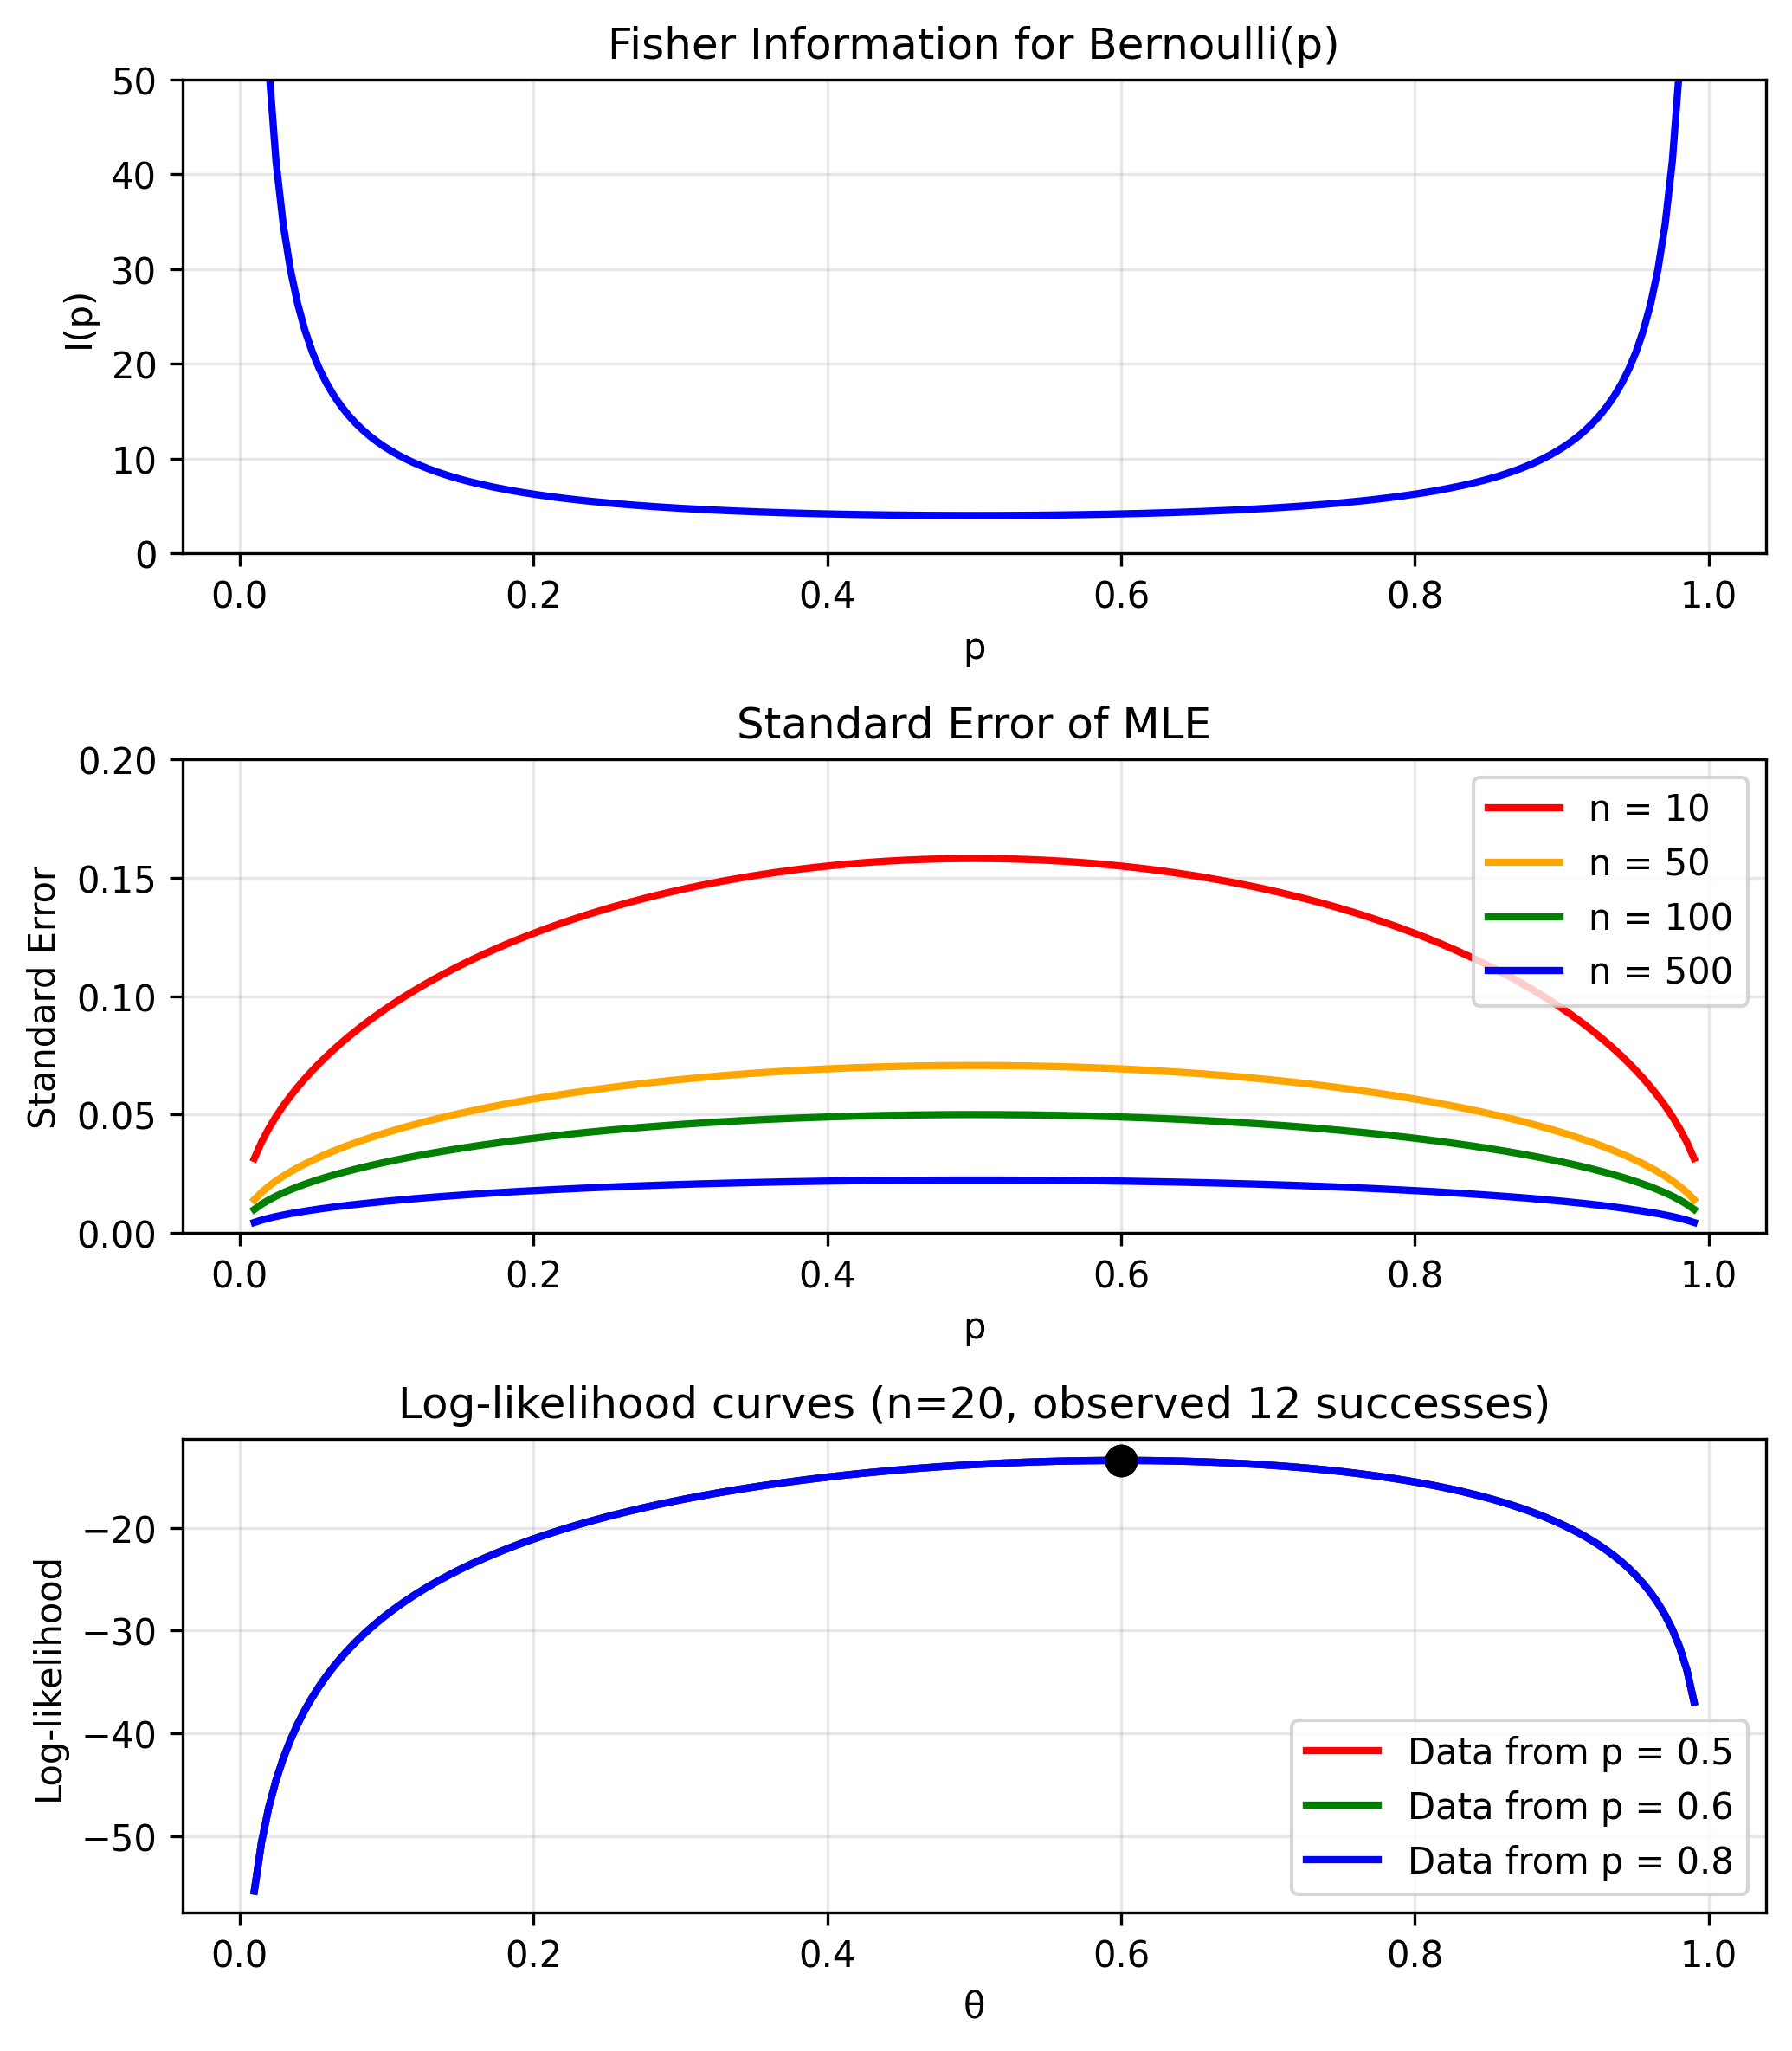 Fisher Information for Bernoulli(p)
50
40
30
20
10
0
I(p)
0.0 0.2 0.4 0.6 0.8 1.0
p
Standard Error of MLE
0.20
0.15
0.10
0.05
0.00
Standard Error
n = 10
n = 50
n = 100
n = 500
0.0 0.2 0.4 0.6 0.8 1.0
p
Log-likelihood curves (n=20, observed 12 successes)
−20
−30
−40
−50
Log-likelihood
Data from p = 0.5
Data from p = 0.6
Data from p = 0.8
0.0 0.2 0.4 0.6 0.8 1.0
θ